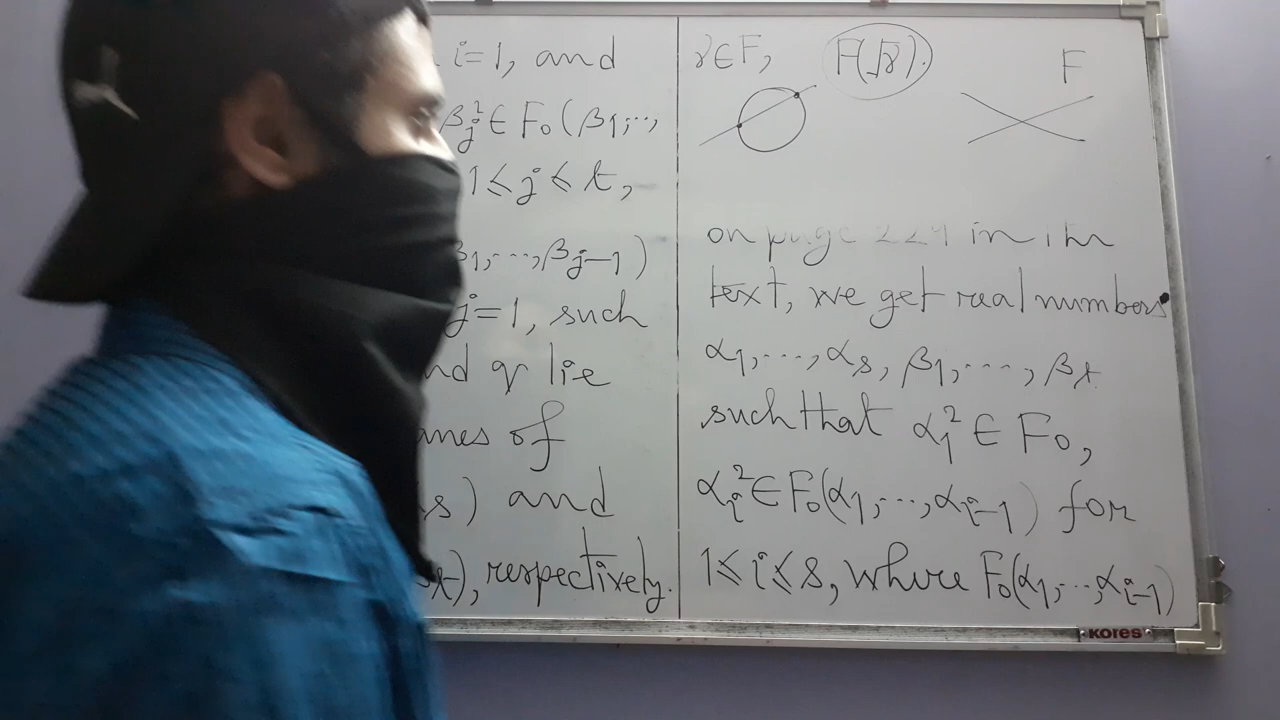 i=1, and
βj² ∈ F₀(β₁,..,
1≤j≤t,
β₁,...,βj−1)
j=1, such
nd q lie
anes of
s) and
t), respectively.
γ∈F, F(√γ).
F
on page 224 in the
text, we get real numbers
α₁,...,αs, β₁,...,βt
such that α₁² ∈ F₀,
αi² ∈ F₀(α₁,...,αi−1) for
1≤i≤s, where F₀(α₁,...,αi−1)
Kores